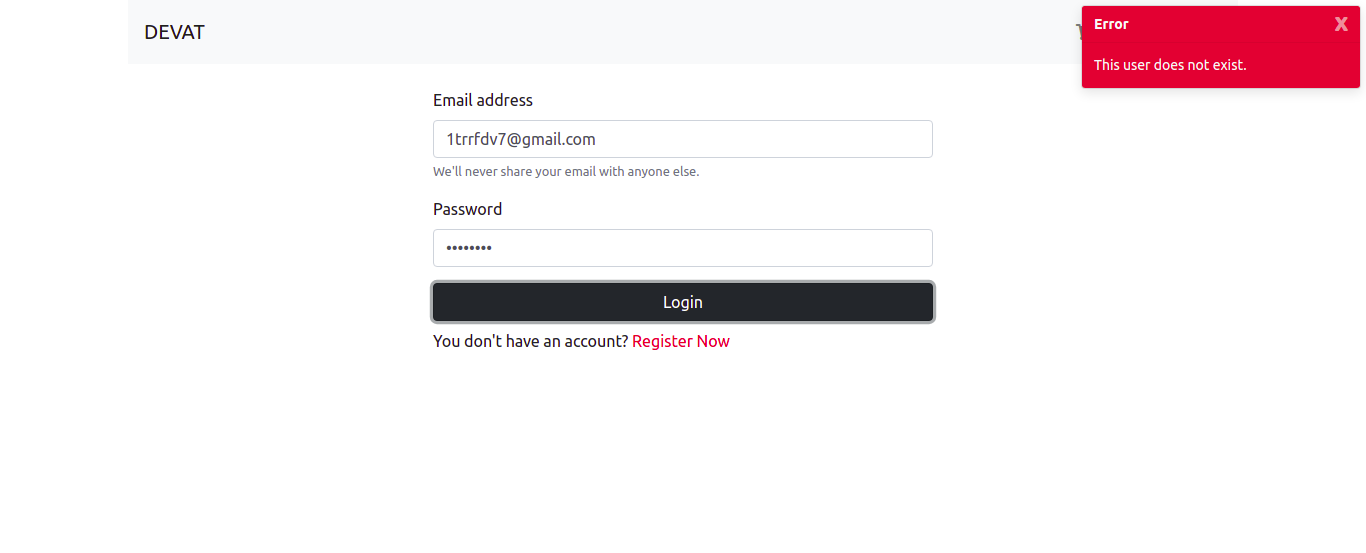 DEVAT
Error
X
This user does not exist.
Email address
1trrfdv7@gmail.com
We'll never share your email with anyone else.
Password
••••••••
Login
You don't have an account? Register Now